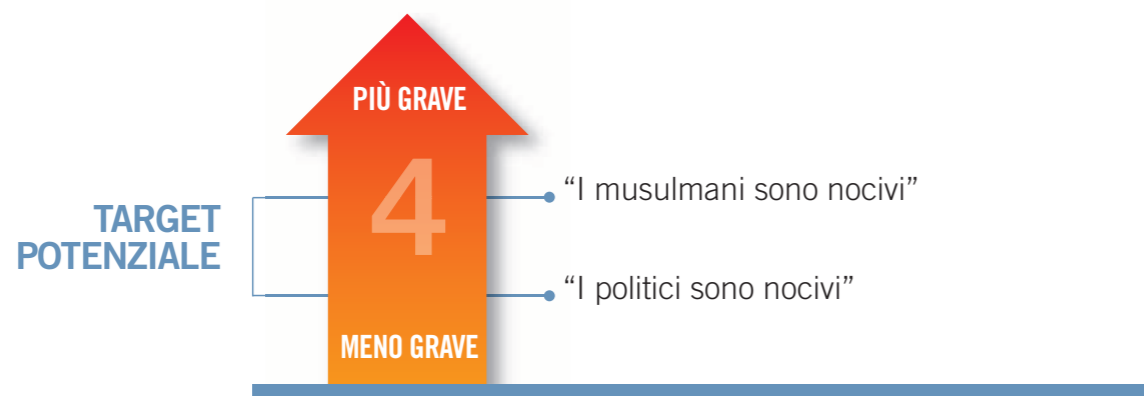 PIÙ GRAVE
4
“I musulmani sono nocivi”
TARGET
POTENZIALE
“I politici sono nocivi”
MENO GRAVE